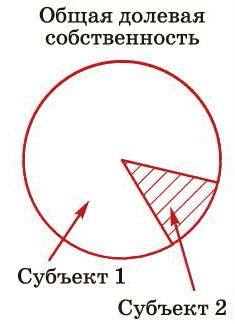 Общая долевая
собственность
Субъект 1
Субъект 2